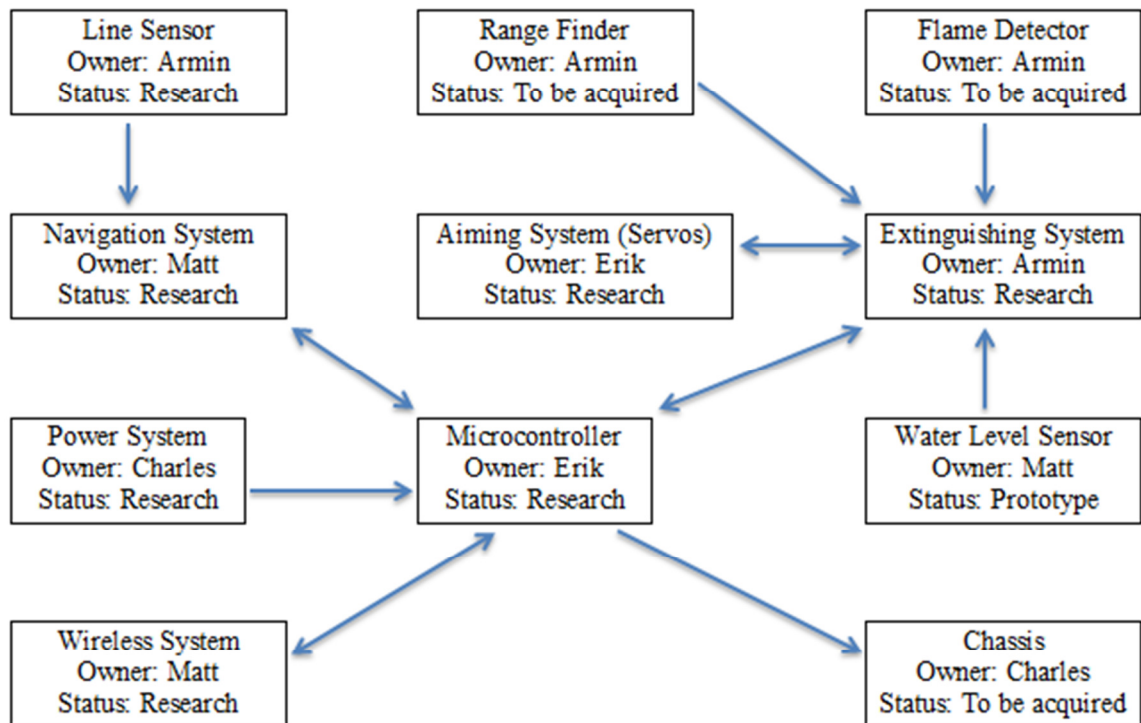 Line Sensor
Owner: Armin
Status: Research
Range Finder
Owner: Armin
Status: To be acquired
Flame Detector
Owner: Armin
Status: To be acquired
Navigation System
Owner: Matt
Status: Research
Aiming System (Servos)
Owner: Erik
Status: Research
Extinguishing System
Owner: Armin
Status: Research
Power System
Owner: Charles
Status: Research
Microcontroller
Owner: Erik
Status: Research
Water Level Sensor
Owner: Matt
Status: Prototype
Wireless System
Owner: Matt
Status: Research
Chassis
Owner: Charles
Status: To be acquired